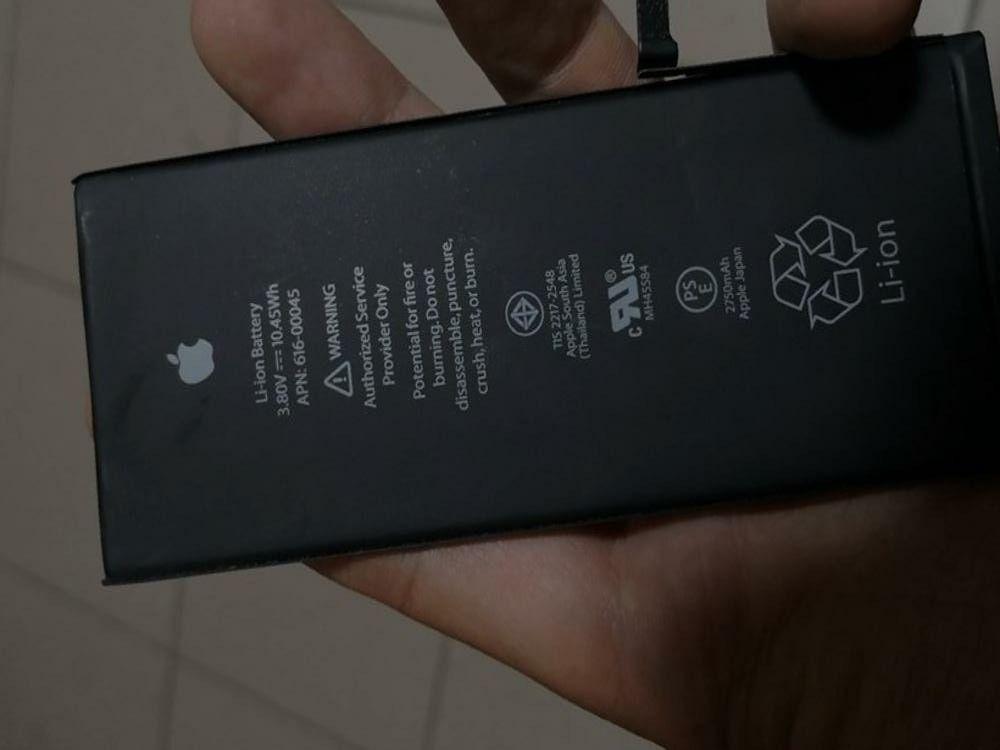 Li-ion Battery
3.80V ⎓ 10.45Wh
APN: 616-00045
⚠ WARNING
Authorized Service
Provider Only
Potential for fire or
burning. Do not
disassemble, puncture,
crush, heat, or burn.
TIS 2217-2548
Apple South Asia
(Thailand) Limited
c RU® US
MH45584
PS
E
2750mAh
Apple Japan
Li-ion